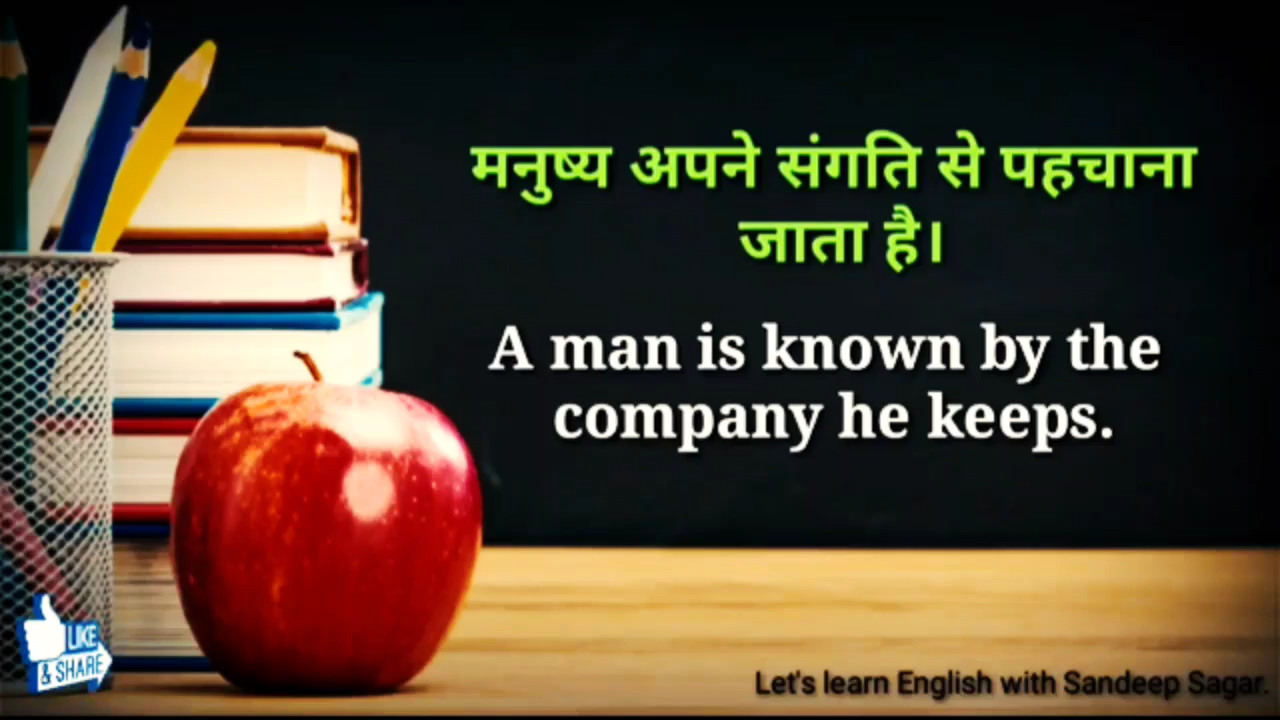 मनुष्य अपने संगति से पहचाना
जाता है।
A man is known by the
company he keeps.
LIKE
& SHARE
Let's learn English with Sandeep Sagar.